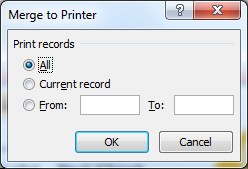 Merge to Printer
Print records
All
Current record
From: To:
OK Cancel